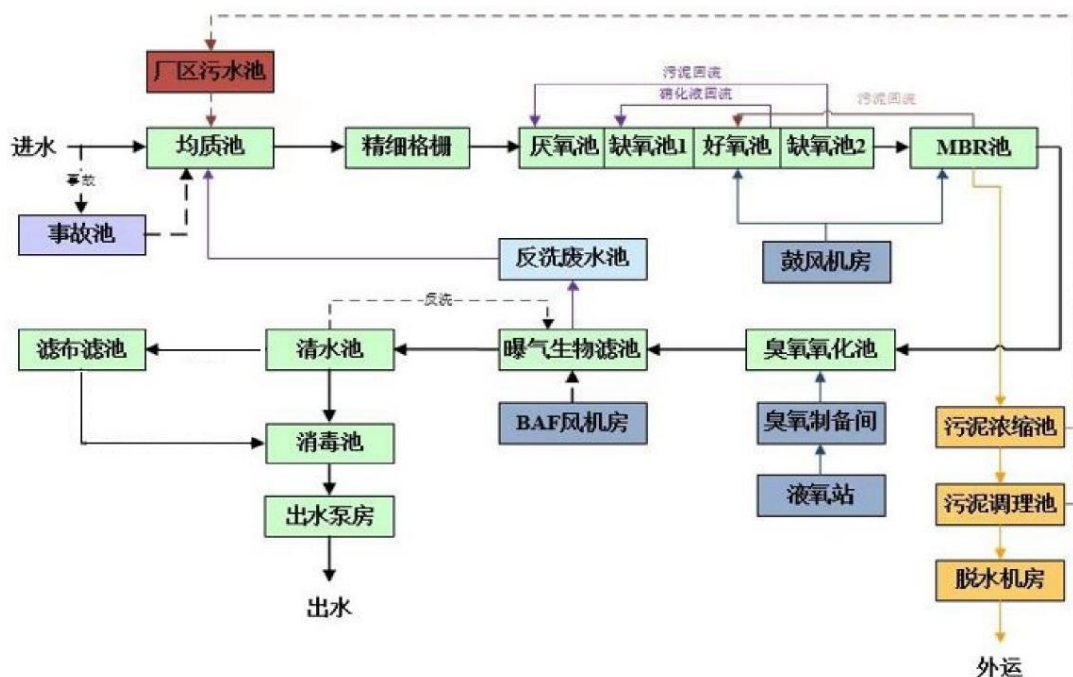 厂区污水池
污泥回流
硝化液回流
污泥回流
进水
均质池
精细格栅
厌氧池
缺氧池1
好氧池
缺氧池2
MBR池
事故
事故池
反洗废水池
鼓风机房
反洗
滤布滤池
清水池
曝气生物滤池
臭氧氧化池
BAF风机房
臭氧制备间
污泥浓缩池
消毒池
液氧站
污泥调理池
出水泵房
脱水机房
出水
外运